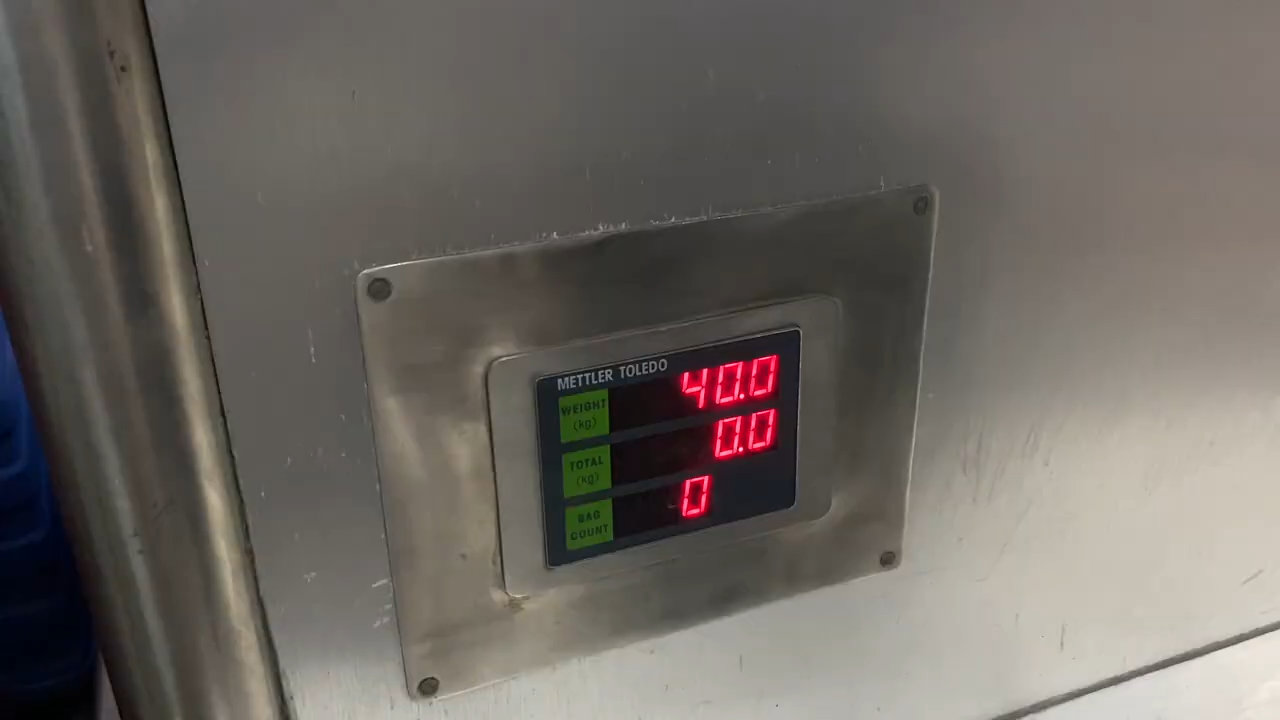 METTLER TOLEDO
WEIGHT
(kg)
40.0
TOTAL
(kg)
0.0
BAG
COUNT
0